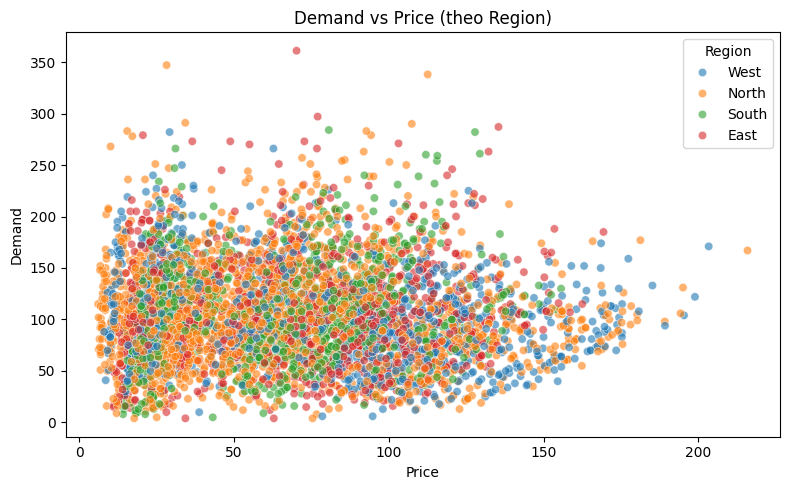 Demand vs Price (theo Region)
Region
West
North
South
East
Demand
350
300
250
200
150
100
50
0
0 50 100 150 200
Price